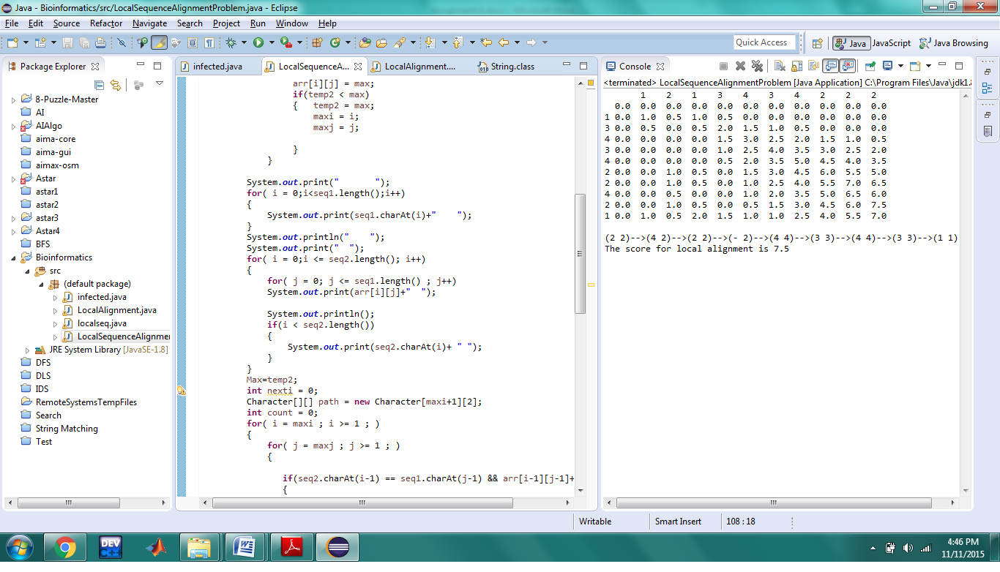 Java - Bioinformatics/src/LocalSequenceAlignmentProblem.java - Eclipse
File Edit Source Refactor Navigate Search Project Run Window Help
Quick Access
Java JavaScript Java Browsing
Package Explorer
8-Puzzle-Master
AI
AIAlgo
aima-core
aima-gui
aimax-osm
Astar
astar1
astar2
astar3
Astar4
BFS
Bioinformatics
src
(default package)
infected.java
LocalAlignment.java
localseq.java
LocalSequenceAlignme
JRE System Library [JavaSE-1.8]
DFS
DLS
IDS
RemoteSystemsTempFiles
Search
String Matching
Test
infected.java LocalSequenceA... LocalAlignment.... String.class
arr[i][j] = max;
if(temp2 < max)
{ temp2 = max;
maxi = i;
maxj = j;
}
}
System.out.print("       ");
for( i = 0;i<seq1.length();i++)
{
System.out.print(seq1.charAt(i)+"    ");
}
System.out.println("    ");
System.out.print("  ");
for( i = 0;i <= seq2.length(); i++)
{
for( j = 0; j <= seq1.length() ; j++)
System.out.print(arr[i][j]+"  ");
System.out.println();
if(i < seq2.length())
{
System.out.print(seq2.charAt(i)+ " ");
}
}
Max=temp2;
int nexti = 0;
Character[][] path = new Character[maxi+1][2];
int count = 0;
for( i = maxi ; i >= 1 ; )
{
for( j = maxj ; j >= 1 ; )
{
if(seq2.charAt(i-1) == seq1.charAt(j-1) && arr[i-1][j-1]+
{
Console
<terminated> LocalSequenceAlignmentProblem [Java Application] C:\Program Files\Java\jdk1.
1 2 1 3 4 3 4 2 2 2
0.0 0.0 0.0 0.0 0.0 0.0 0.0 0.0 0.0 0.0 0.0
1 0.0 1.0 0.5 1.0 0.5 0.0 0.0 0.0 0.0 0.0 0.0
3 0.0 0.5 0.0 0.5 2.0 1.5 1.0 0.5 0.0 0.0 0.0
4 0.0 0.0 0.0 0.0 1.5 3.0 2.5 2.0 1.5 1.0 0.5
3 0.0 0.0 0.0 0.0 1.0 2.5 4.0 3.5 3.0 2.5 2.0
4 0.0 0.0 0.0 0.0 0.5 2.0 3.5 5.0 4.5 4.0 3.5
2 0.0 0.0 1.0 0.5 0.0 1.5 3.0 4.5 6.0 5.5 5.0
2 0.0 0.0 1.0 0.5 0.0 1.0 2.5 4.0 5.5 7.0 6.5
4 0.0 0.0 0.5 0.0 0.0 1.0 2.0 3.5 5.0 6.5 6.0
2 0.0 0.0 1.0 0.5 0.0 0.5 1.5 3.0 4.5 6.0 7.5
1 0.0 1.0 0.5 2.0 1.5 1.0 1.0 2.5 4.0 5.5 7.0
(2 2)-->(4 2)-->(2 2)-->(- 2)-->(4 4)-->(3 3)-->(4 4)-->(3 3)-->(1 1)
The score for local alignment is 7.5
Writable Smart Insert 108 : 18
DEV C++
4:46 PM
11/11/2015